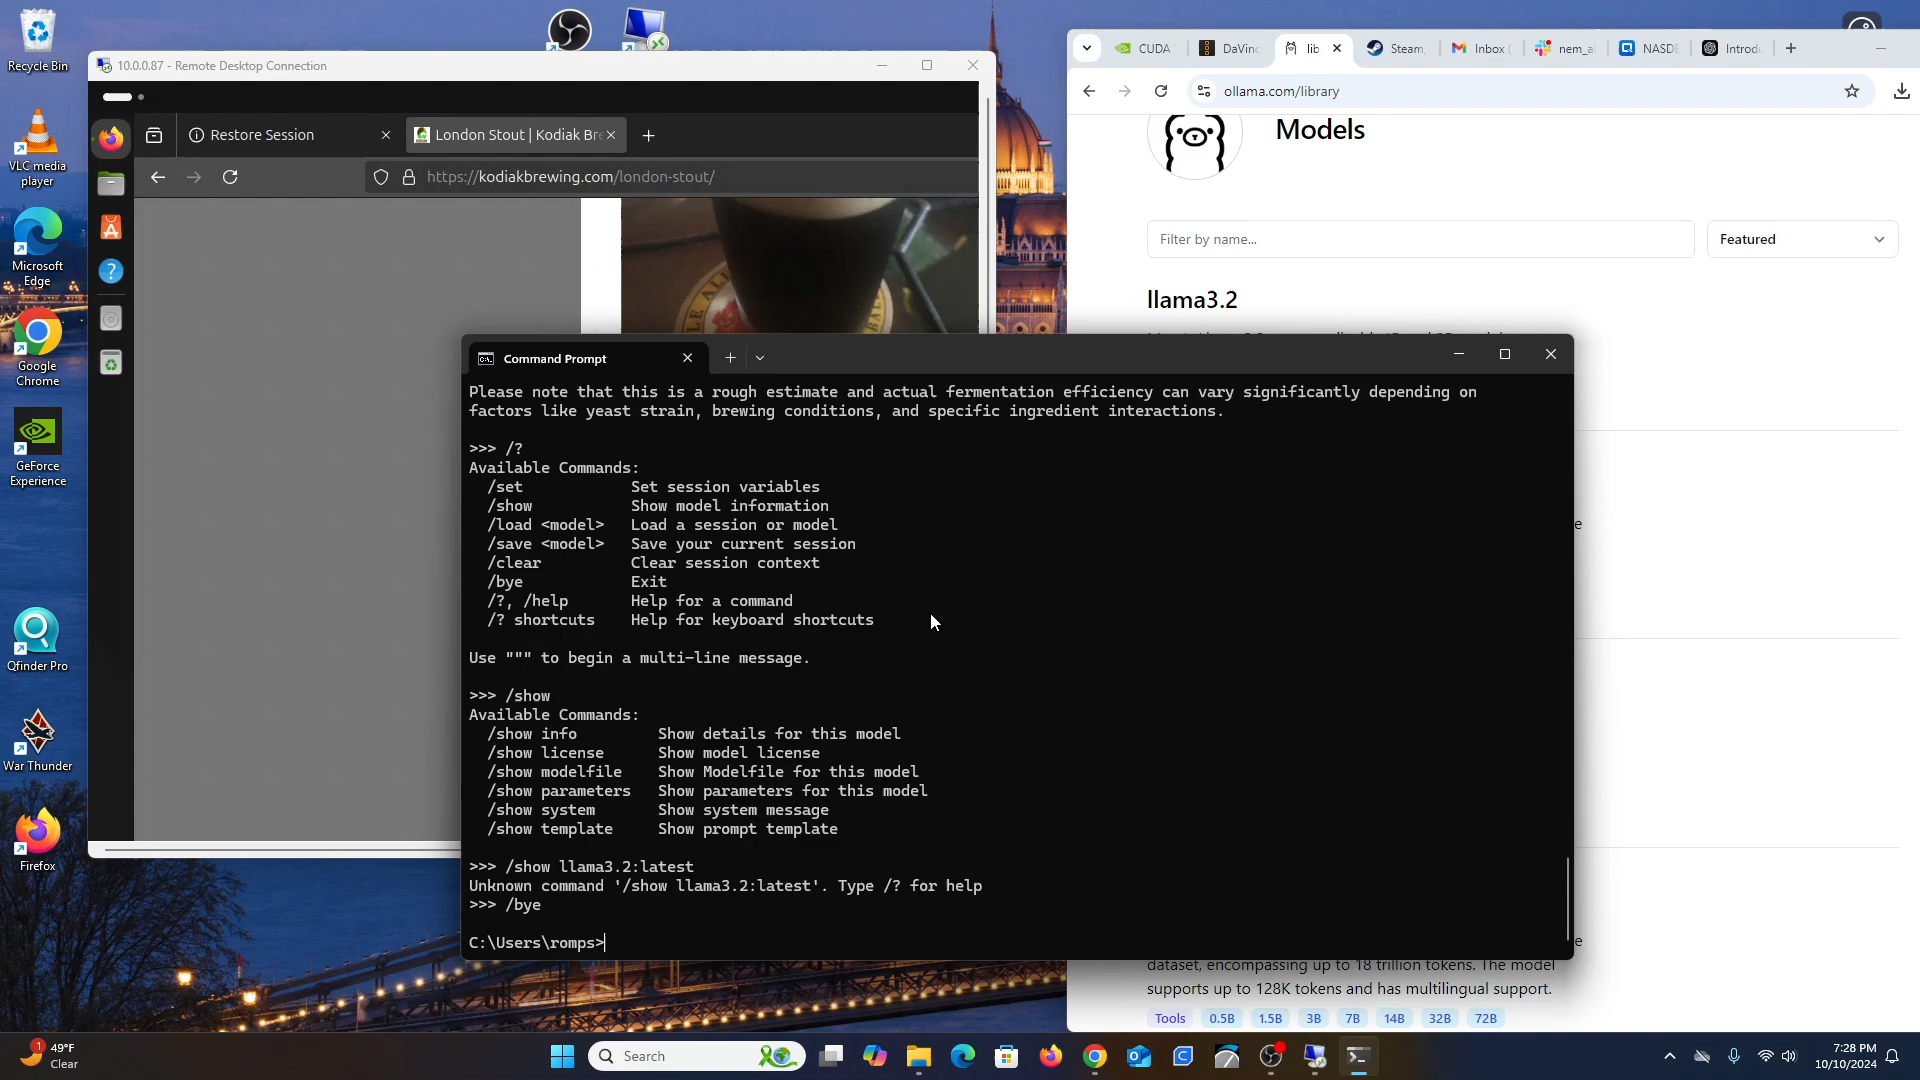 Recycle Bin
VLC media
player
Microsoft
Edge
Google
Chrome
GeForce
Experience
Qfinder Pro
War Thunder
Firefox
10.0.0.87 - Remote Desktop Connection
Restore Session
London Stout | Kodiak Bre
https://kodiakbrewing.com/london-stout/
CUDA
DaVinc
lib
Steam,
Inbox (
nem_a
NASDE
Introdu
ollama.com/library
Models
Filter by name...
Featured
llama3.2
Command Prompt
Please note that this is a rough estimate and actual fermentation efficiency can vary significantly depending on
factors like yeast strain, brewing conditions, and specific ingredient interactions.
>>> /?
Available Commands:
/set Set session variables
/show Show model information
/load <model> Load a session or model
/save <model> Save your current session
/clear Clear session context
/bye Exit
/?, /help Help for a command
/? shortcuts Help for keyboard shortcuts
Use """ to begin a multi-line message.
>>> /show
Available Commands:
/show info Show details for this model
/show license Show model license
/show modelfile Show Modelfile for this model
/show parameters Show parameters for this model
/show system Show system message
/show template Show prompt template
>>> /show llama3.2:latest
Unknown command '/show llama3.2:latest'. Type /? for help
>>> /bye
C:\Users\romps>
e
e
dataset, encompassing up to 18 trillion tokens. The model
supports up to 128K tokens and has multilingual support.
Tools 0.5B 1.5B 3B 7B 14B 32B 72B
1
49°F
Clear
Search
7:28 PM
10/10/2024